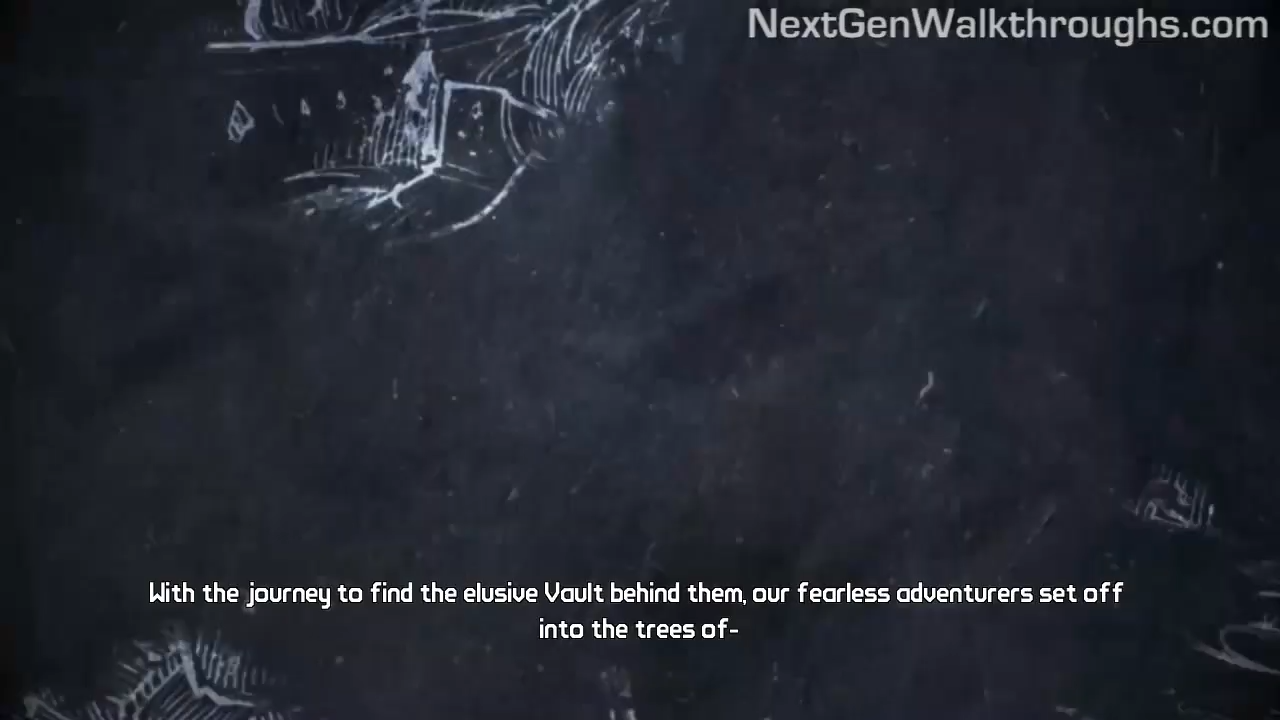 NextGenWalkthroughs.com
With the journey to find the elusive Vault behind them, our fearless adventurers set off
into the trees of-